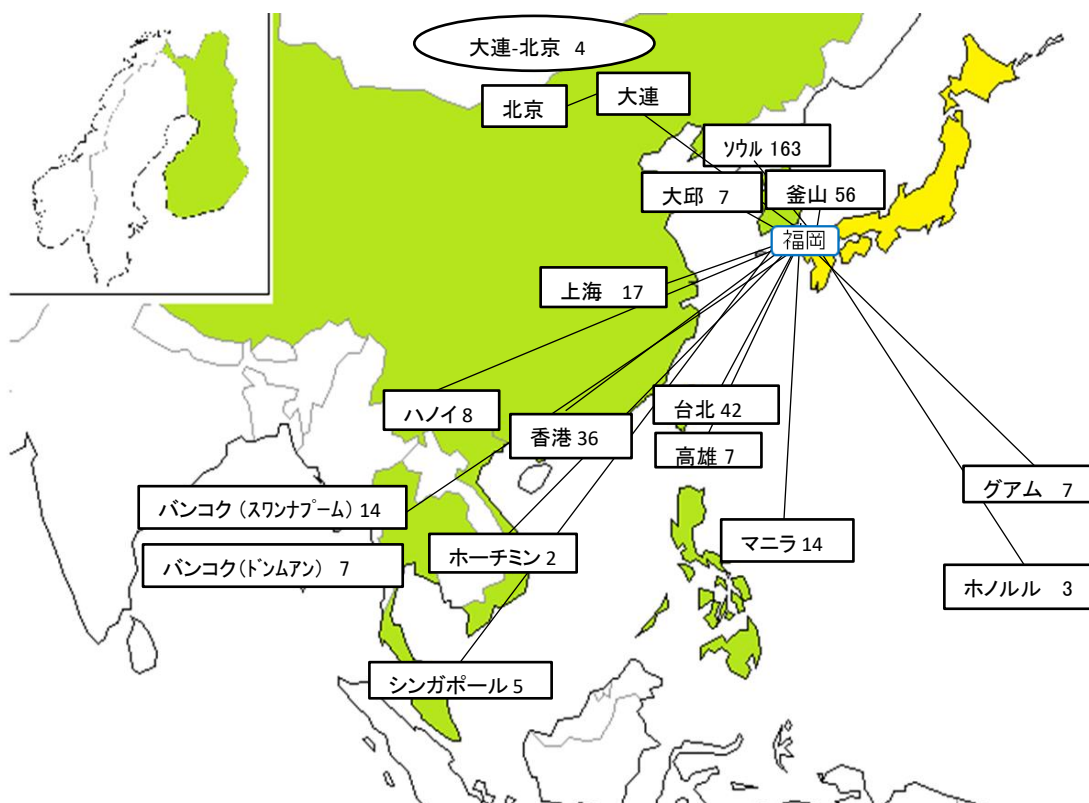 大連-北京 4
北京
大連
ソウル 163
大邱 7
釜山 56
福岡
上海 17
ハノイ 8
香港 36
台北 42
高雄 7
グアム 7
バンコク（スワンナプーム） 14
マニラ 14
ホーチミン 2
バンコク（ドンムアン） 7
ホノルル 3
シンガポール 5